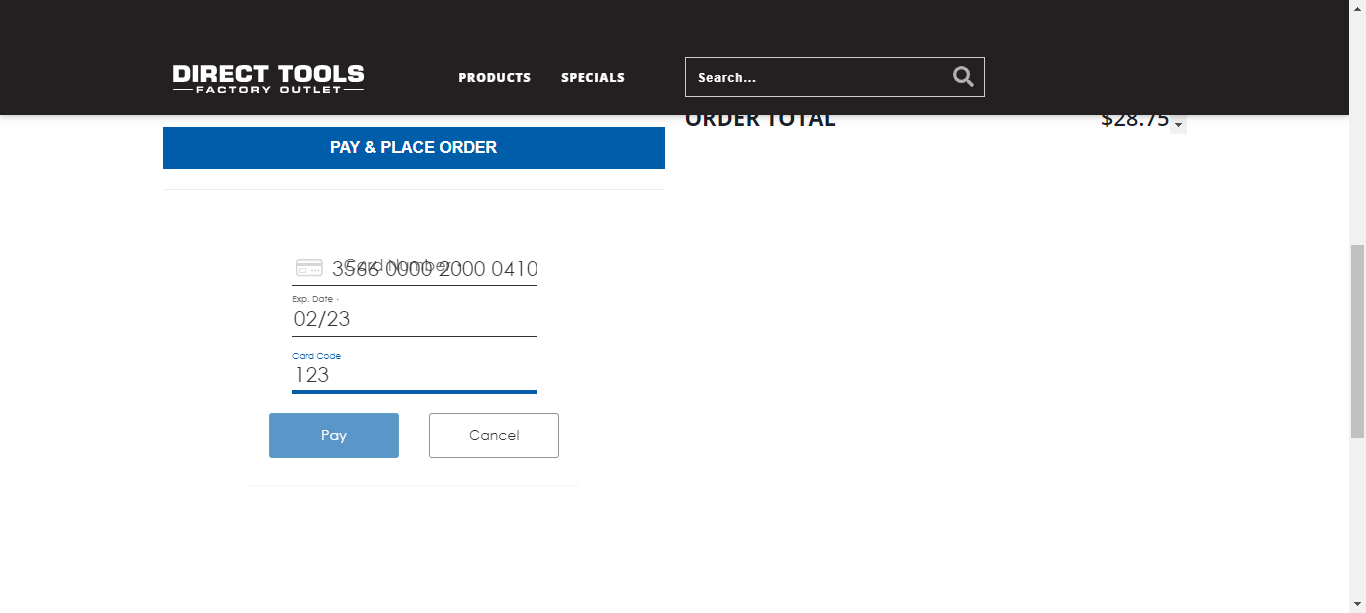 DIRECT TOOLS
FACTORY OUTLET
PRODUCTS
SPECIALS
Search...
ORDER TOTAL
$28.75
PAY & PLACE ORDER
Card Number
3566 0000 2000 0410
Exp. Date *
02/23
Card Code
123
Pay
Cancel